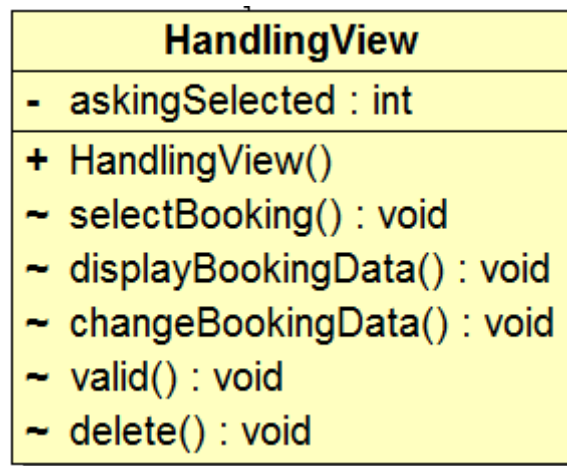 HandlingView
- askingSelected : int
+ HandlingView()
~ selectBooking() : void
~ displayBookingData() : void
~ changeBookingData() : void
~ valid() : void
~ delete() : void